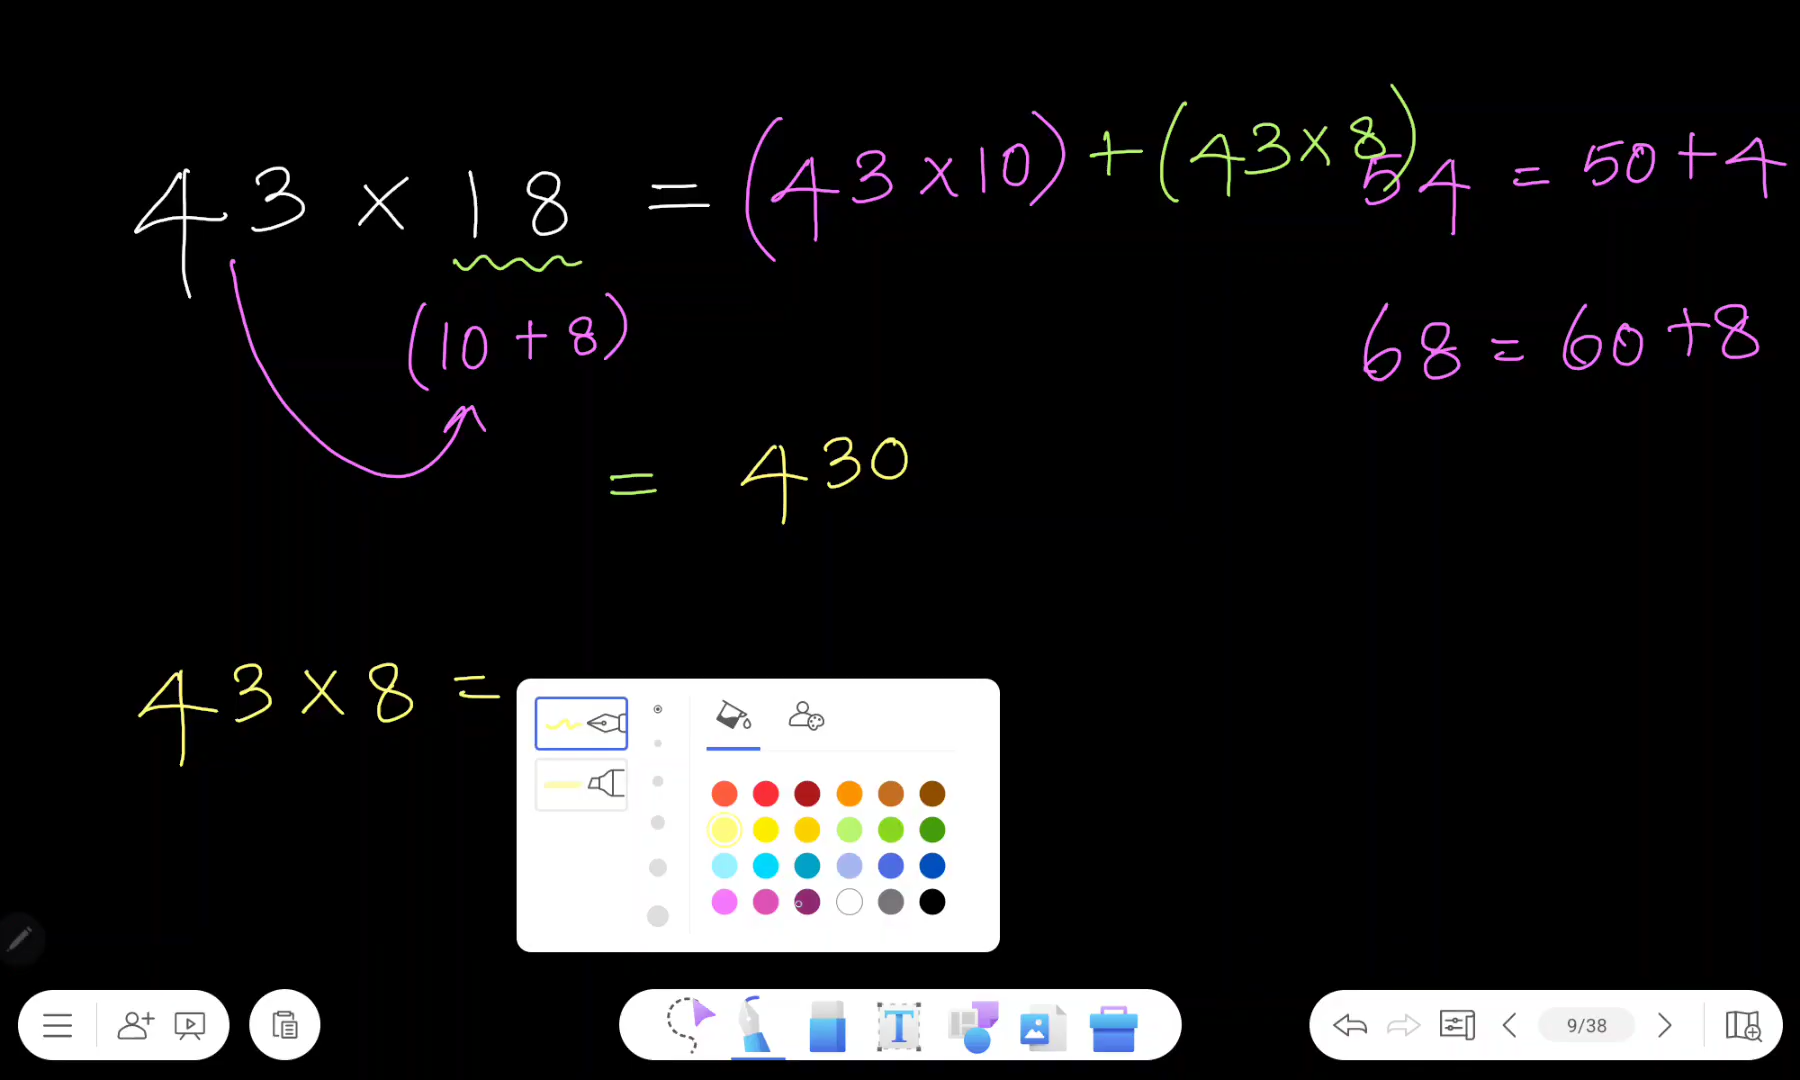 43 × 18 = (43 × 10) + (43 × 8)
54 = 50 + 4
(10 + 8)
68 = 60 + 8
= 430
43 × 8 =
T
9/38